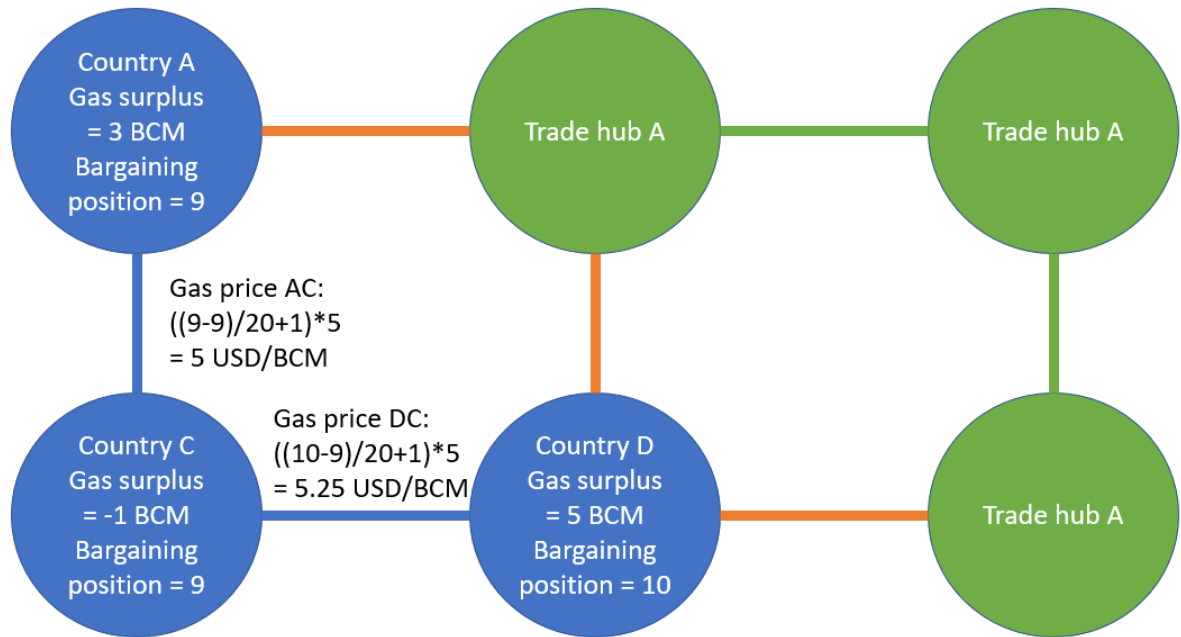 Country A
Gas surplus
= 3 BCM
Bargaining
position = 9
Trade hub A
Trade hub A
Gas price AC:
((9-9)/20+1)*5
= 5 USD/BCM
Gas price DC:
((10-9)/20+1)*5
= 5.25 USD/BCM
Country C
Gas surplus
= -1 BCM
Bargaining
position = 9
Country D
Gas surplus
= 5 BCM
Bargaining
position = 10
Trade hub A